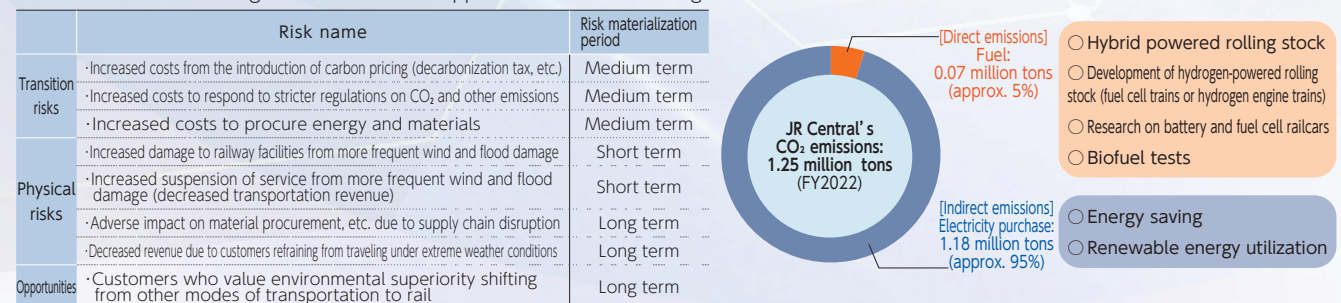 Risk name
Risk materialization
period
Transition
risks
·Increased costs from the introduction of carbon pricing (decarbonization tax, etc.)
Medium term
·Increased costs to respond to stricter regulations on CO₂ and other emissions
Medium term
·Increased costs to procure energy and materials
Medium term
Physical
risks
·Increased damage to railway facilities from more frequent wind and flood damage
Short term
·Increased suspension of service from more frequent wind and flood
damage (decreased transportation revenue)
Short term
·Adverse impact on material procurement, etc. due to supply chain disruption
Long term
·Decreased revenue due to customers refraining from traveling under extreme weather conditions
Long term
Opportunities
·Customers who value environmental superiority shifting
from other modes of transportation to rail
Long term
JR Central's
CO₂ emissions:
1.25 million tons
(FY2022)
[Direct emissions]
Fuel:
0.07 million tons
(approx. 5%)
○Hybrid powered rolling stock
○Development of hydrogen-powered rolling
stock (fuel cell trains or hydrogen engine trains)
○Research on battery and fuel cell railcars
○Biofuel tests
[Indirect emissions]
Electricity purchase:
1.18 million tons
(approx. 95%)
○Energy saving
○Renewable energy utilization